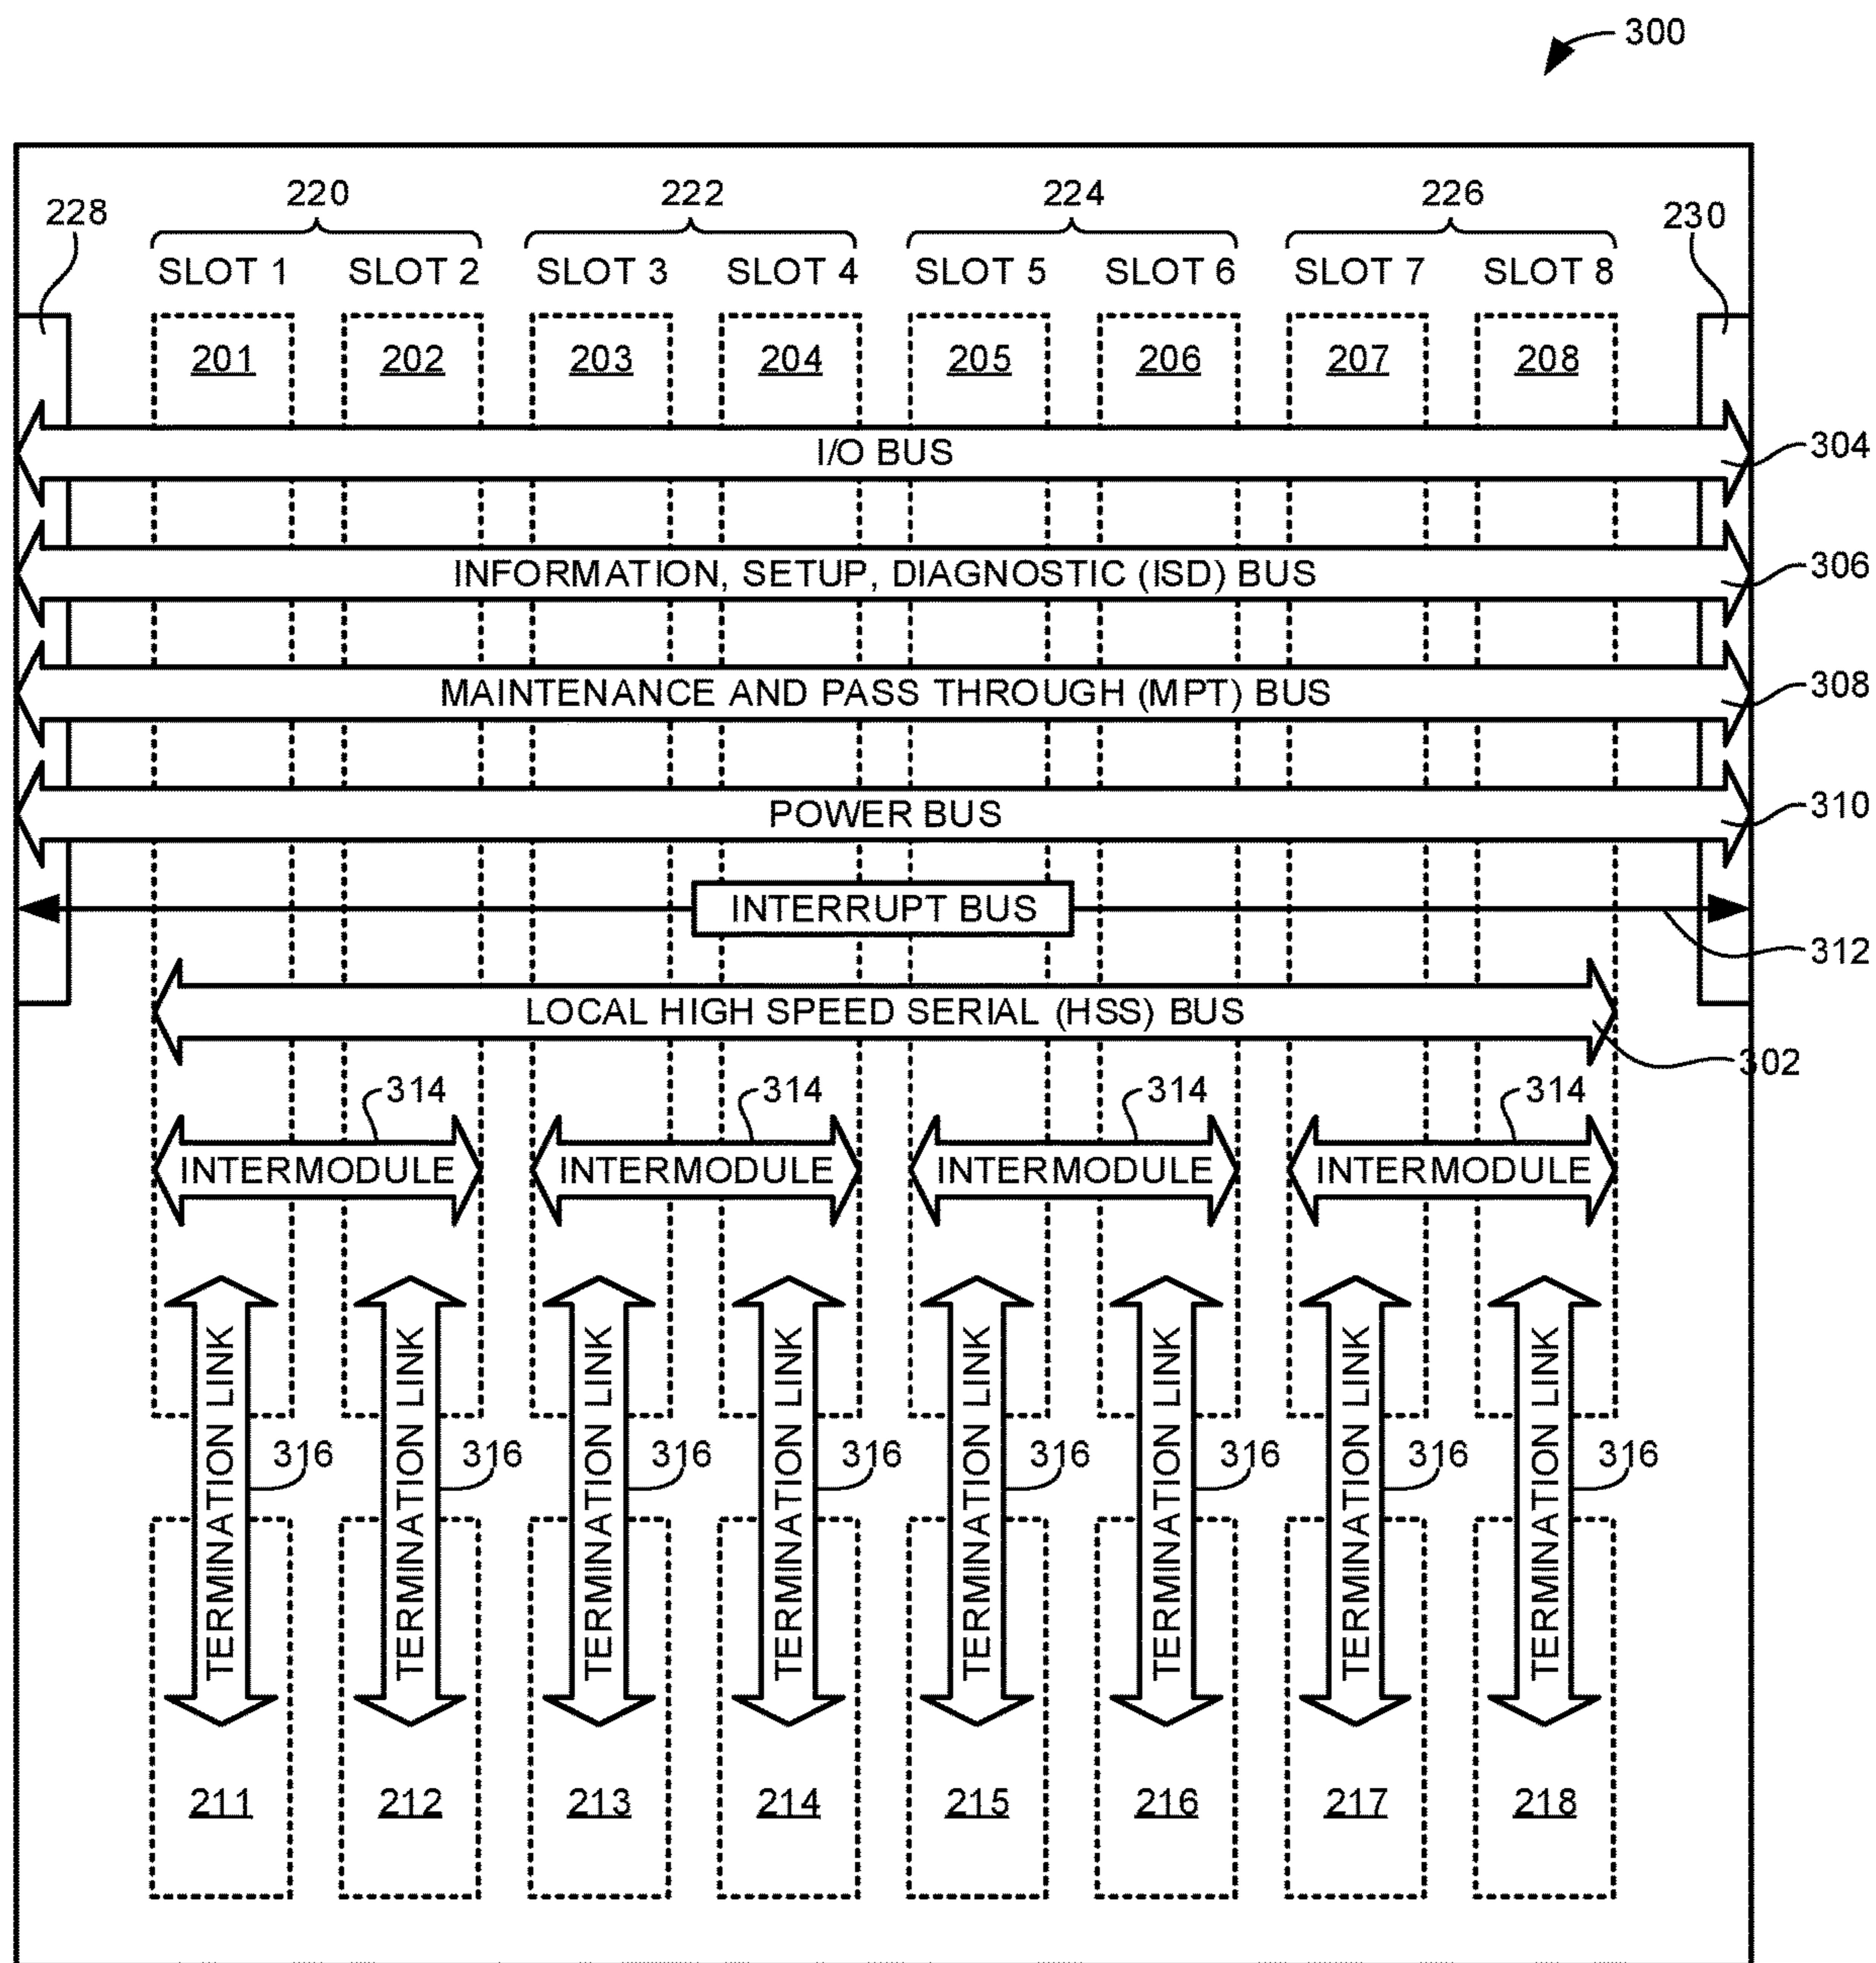 300
220 222 224 226
228 230
SLOT 1 SLOT 2 SLOT 3 SLOT 4 SLOT 5 SLOT 6 SLOT 7 SLOT 8
201 202 203 204 205 206 207 208
I/O BUS 304
INFORMATION, SETUP, DIAGNOSTIC (ISD) BUS 306
MAINTENANCE AND PASS THROUGH (MPT) BUS 308
POWER BUS 310
INTERRUPT BUS
312
LOCAL HIGH SPEED SERIAL (HSS) BUS
302
314 314 314 314
INTERMODULE INTERMODULE INTERMODULE INTERMODULE
TERMINATION LINK
TERMINATION LINK
TERMINATION LINK
TERMINATION LINK
TERMINATION LINK
TERMINATION LINK
TERMINATION LINK
TERMINATION LINK
316 316 316 316 316 316 316 316
211 212 213 214 215 216 217 218